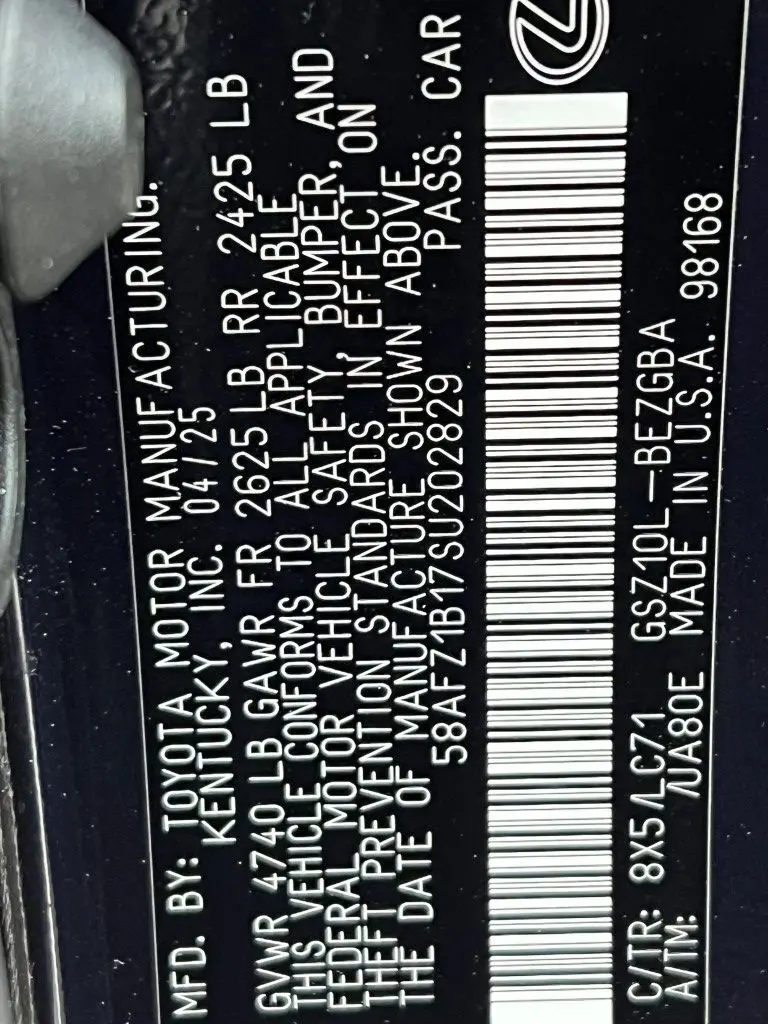 MFD. BY: TOYOTA MOTOR MANUFACTURING.
KENTUCKY, INC. 04/25
GVWR 4740 LB GAWR FR 2625 LB RR 2425 LB
THIS VEHICLE CONFORMS TO ALL APPLICABLE
FEDERAL MOTOR VEHICLE SAFETY, BUMPER, AND
THEFT PREVENTION STANDARDS IN EFFECT ON
THE DATE OF MANUFACTURE SHOWN ABOVE.
58AFZ1B17SU202829 PASS. CAR
C/TR: 8X5/LC71 GSZ10L-BEZGBA
A/TM: /UA80E MADE IN U.S.A. 98168